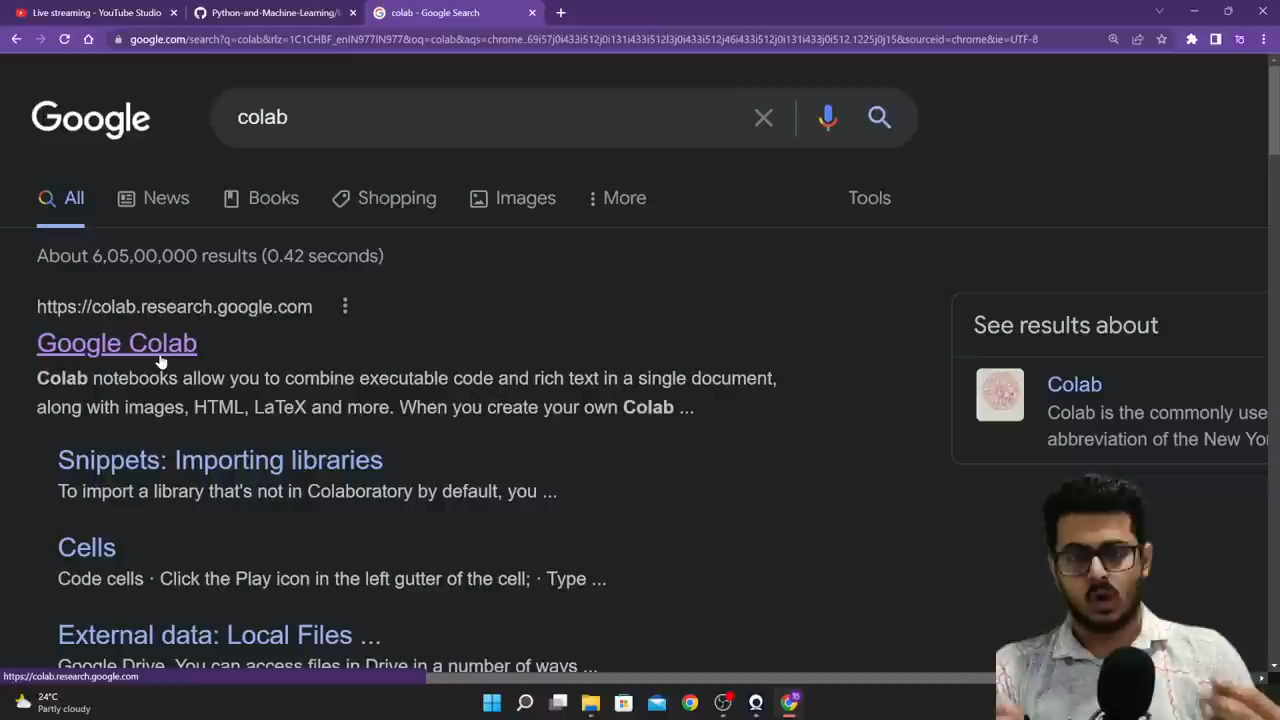 Live streaming - YouTube Studio
Python-and-Machine-Learning/
colab - Google Search
google.com/search?q=colab&rlz=1C1CHBF_enIN977IN977&oq=colab&aqs=chrome..69i57j0i433i512j0i131i433i512l3j0i433i512j46i433i512j0i131i433j0i512.1225j0j15&sourceid=chrome&ie=UTF-8
Google
colab
All
News
Books
Shopping
Images
More
Tools
About 6,05,00,000 results (0.42 seconds)
https://colab.research.google.com
Google Colab
Colab notebooks allow you to combine executable code and rich text in a single document,
along with images, HTML, LaTeX and more. When you create your own Colab ...
Snippets: Importing libraries
To import a library that's not in Colaboratory by default, you ...
Cells
Code cells · Click the Play icon in the left gutter of the cell; · Type ...
External data: Local Files ...
Google Drive. You can access files in Drive in a number of ways ...
See results about
Colab
Colab is the commonly use
abbreviation of the New Yo
https://colab.research.google.com
24°C
Partly cloudy